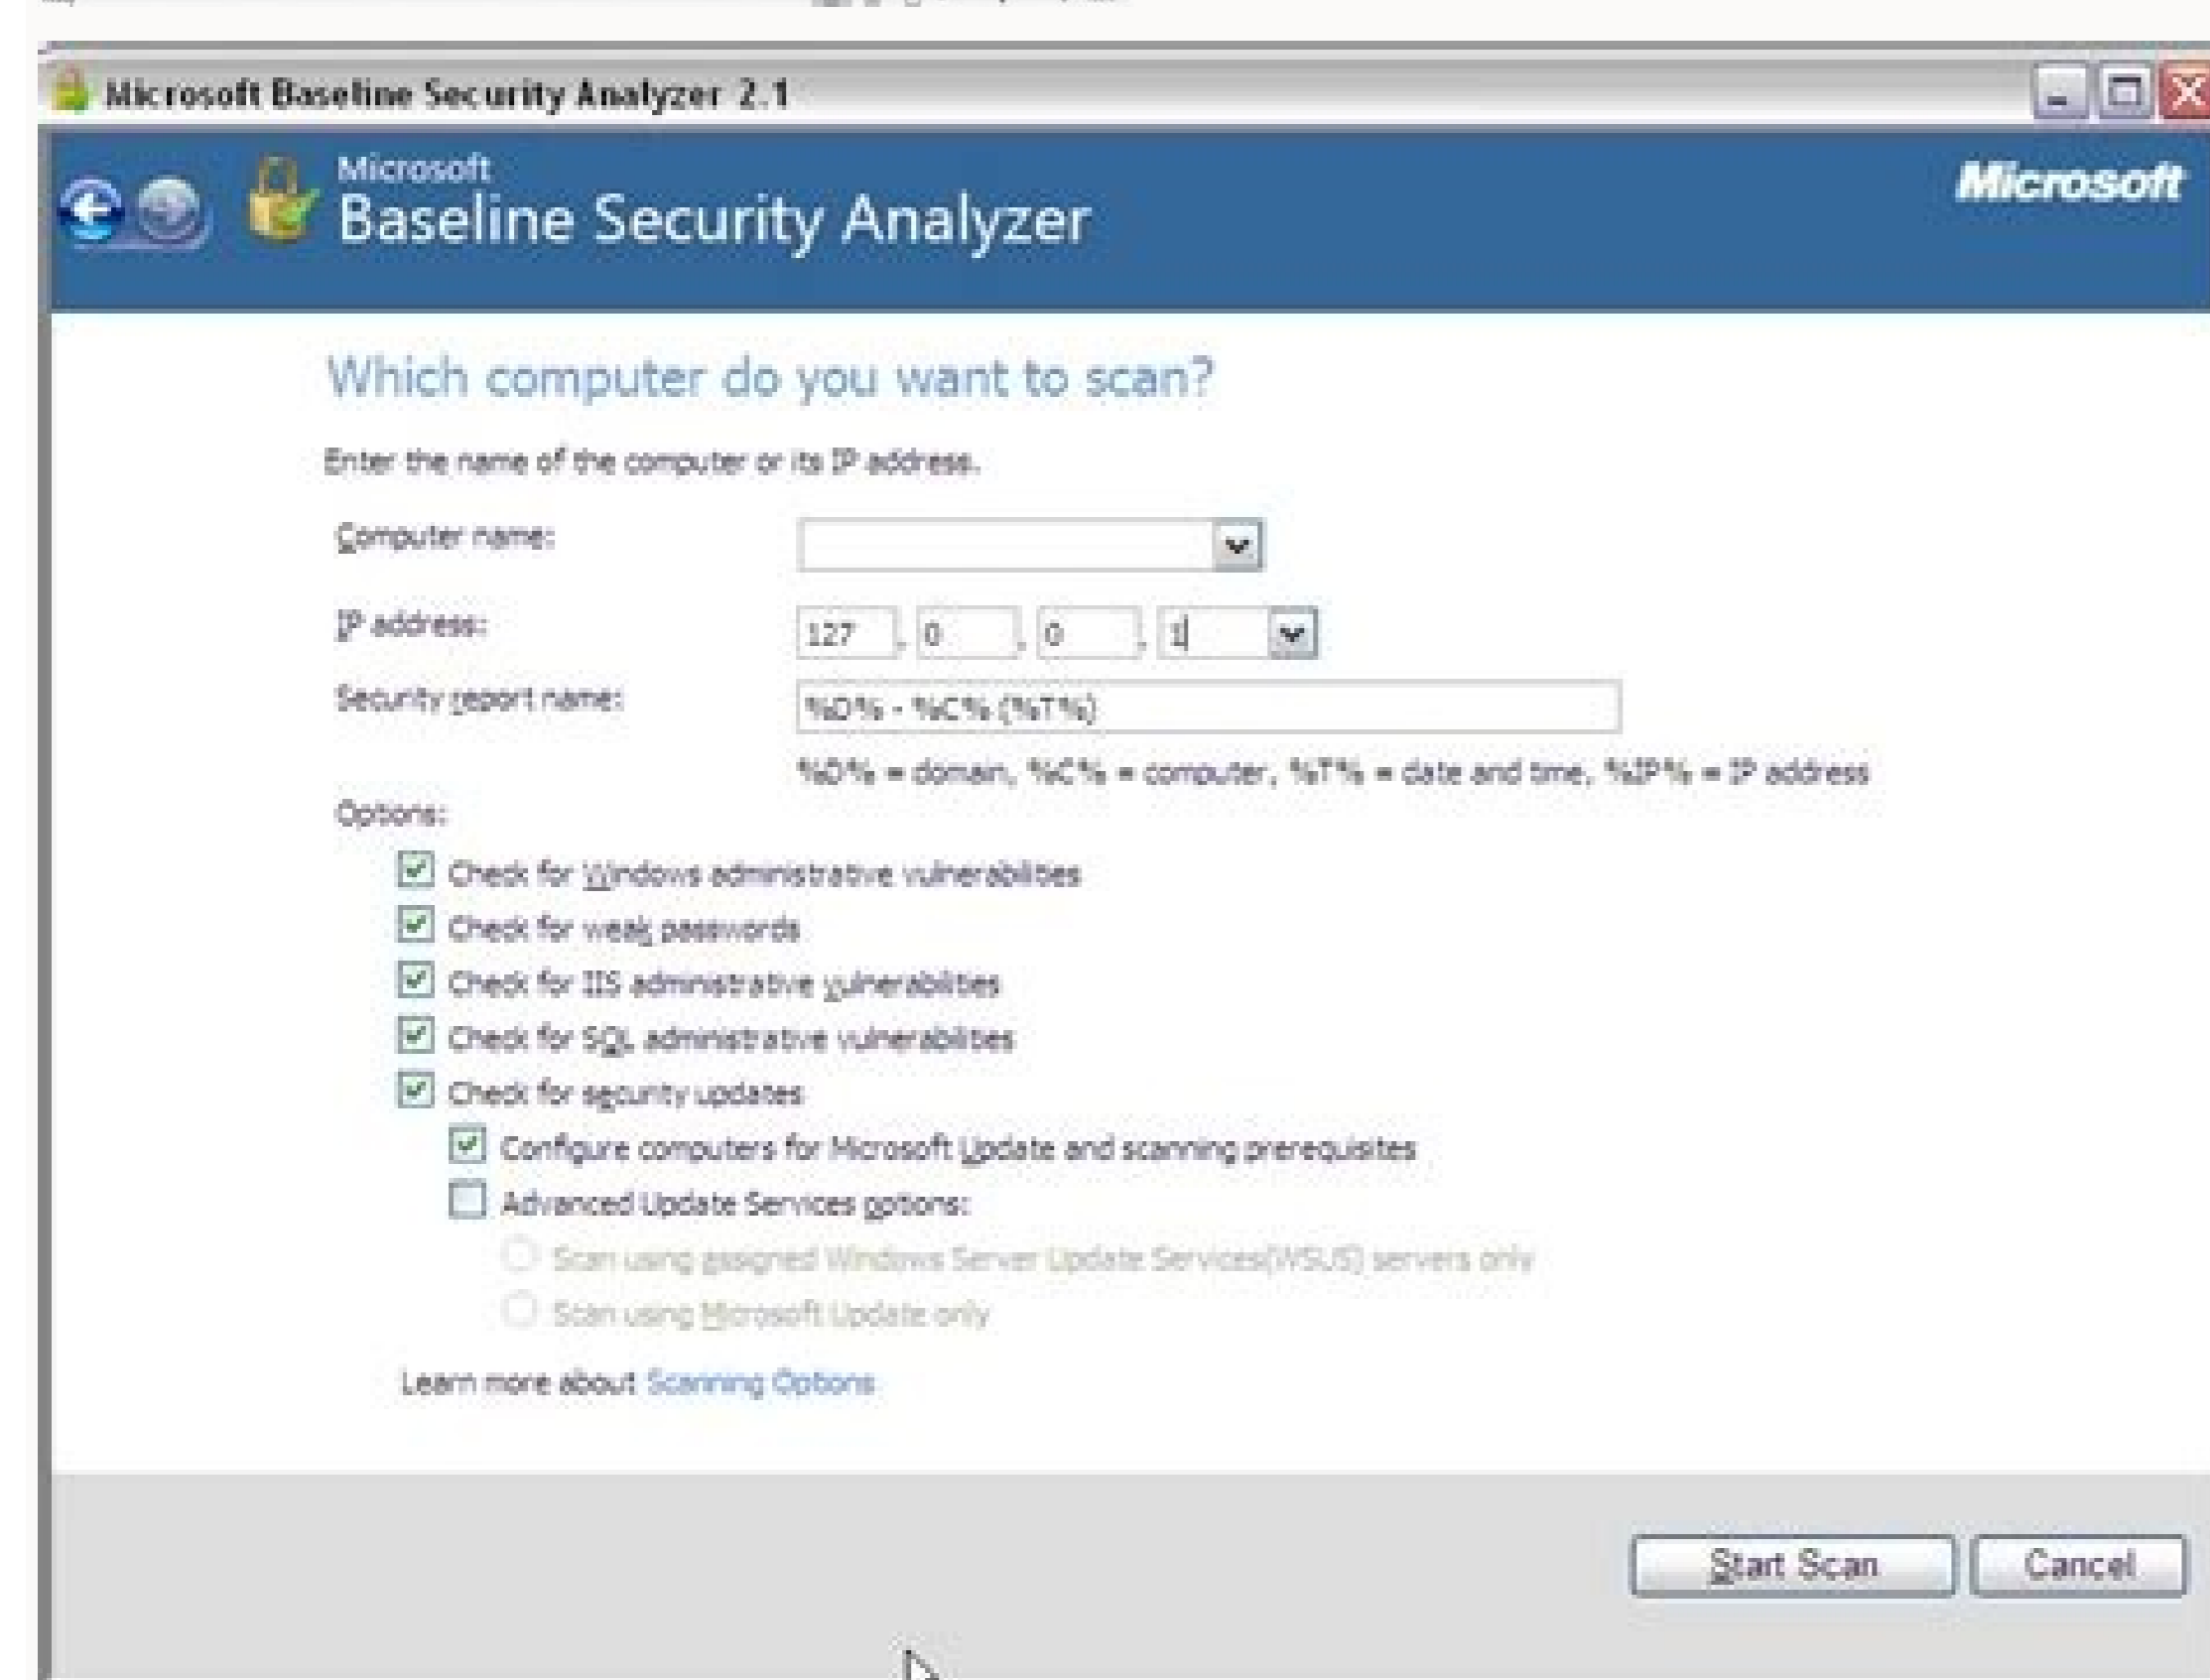 Microsoft Baseline Security Analyzer 2.1
Microsoft
Baseline Security Analyzer
Microsoft
Which computer do you want to scan?
Enter the name of the computer or its IP address.
Computer name:
IP address: 127 . 0 . 0 . 1
Security report name: %D% - %C% (%T%)
%D% = domain, %C% = computer, %T% = date and time, %IP% = IP address
Options:
Check for Windows administrative vulnerabilities
Check for weak passwords
Check for IIS administrative vulnerabilities
Check for SQL administrative vulnerabilities
Check for security updates
Configure computers for Microsoft Update and scanning prerequisites
Advanced Update Services options:
Scan using assigned Windows Server Update Services(WSUS) servers only
Scan using Microsoft Update only
Learn more about Scanning Options
Start Scan Cancel